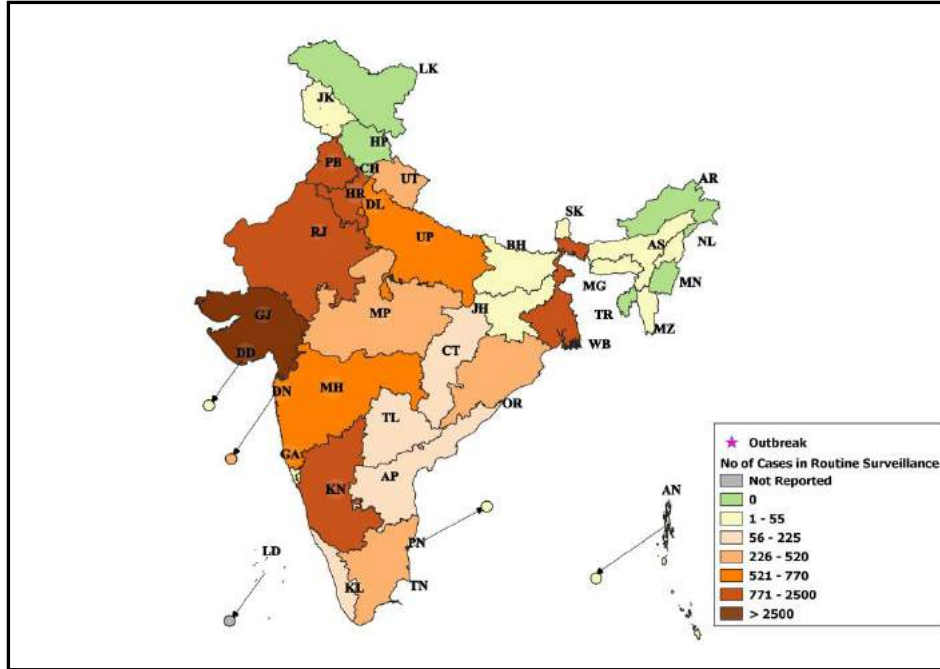 LK
JK
HP
PB
CH
UT
HR
DL
AR
SK
RJ
UP
BH
AS
NL
MG
MN
GJ
MP
JH
TR
MZ
WB
DD
CT
DN
MH
OR
TL
GA
AP
KN
AN
PN
LD
KL
TN
Outbreak
No of Cases in Routine Surveillance
Not Reported
0
1 - 55
56 - 225
226 - 520
521 - 770
771 - 2500
> 2500